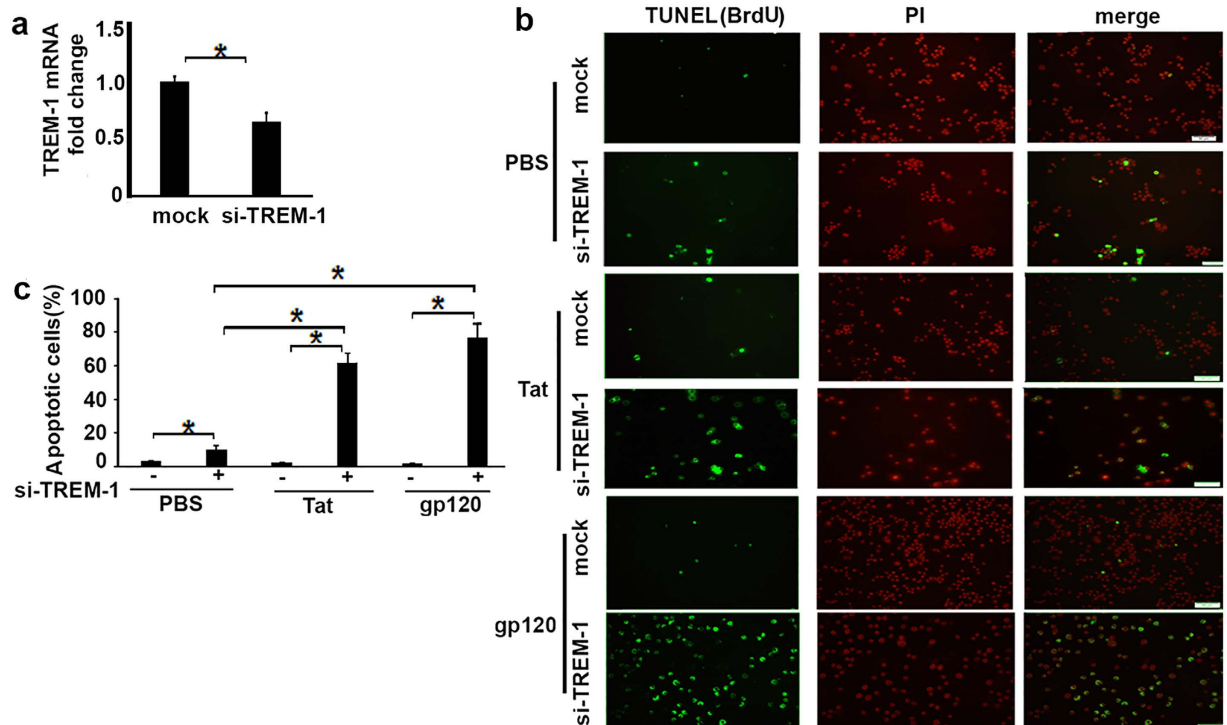 a
TREM-1 mRNA
fold change
1.5
1.0
0.5
0
*
mock si-TREM-1
b
TUNEL(BrdU) PI merge
PBS
mock
si-TREM-1
Tat
mock
si-TREM-1
gp120
mock
si-TREM-1
c
Apoptotic cells(%)
100
80
60
40
20
0
*
*
*
*
*
si-TREM-1 - + - + - +
PBS Tat gp120